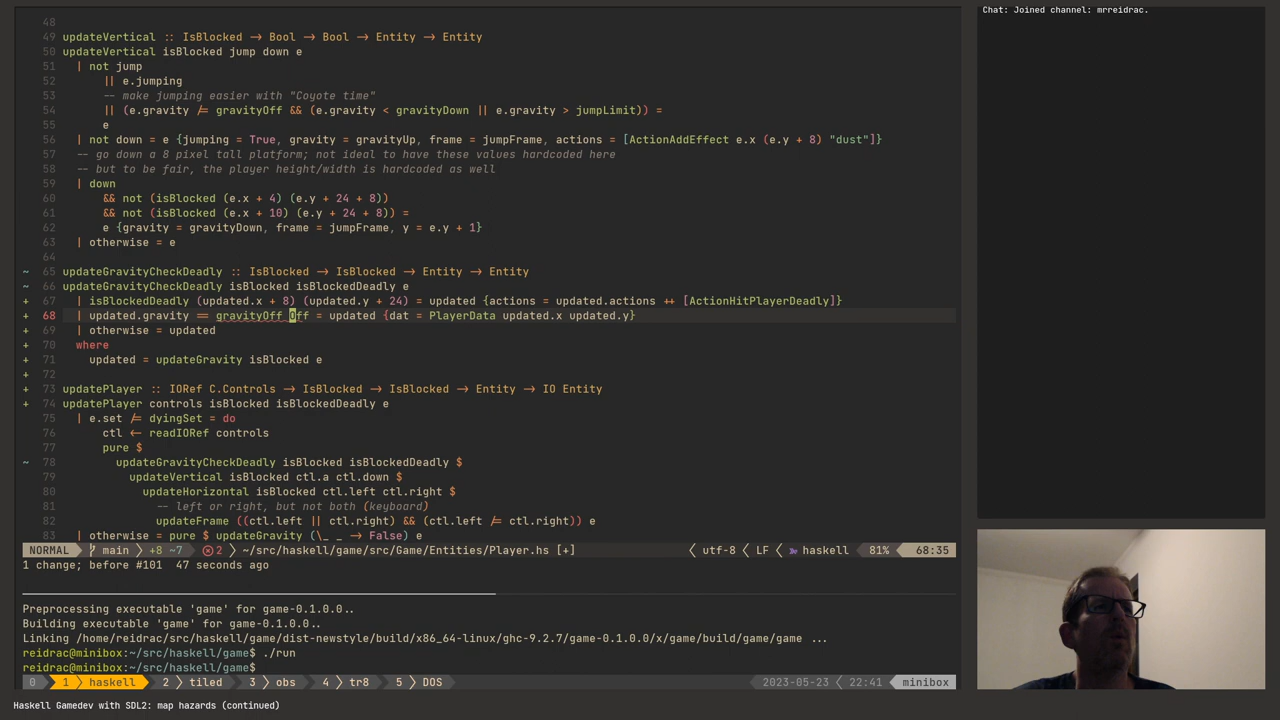 Chat: Joined channel: mrreidrac.
48
49 updateVertical :: IsBlocked -> Bool -> Bool -> Entity -> Entity
50 updateVertical isBlocked jump down e
51 | not jump
52 || e.jumping
53 -- make jumping easier with "Coyote time"
54 || (e.gravity /= gravityOff && (e.gravity < gravityDown || e.gravity > jumpLimit)) =
55 e
56 | not down = e {jumping = True, gravity = gravityUp, frame = jumpFrame, actions = [ActionAddEffect e.x (e.y + 8) "dust"]}
57 -- go down a 8 pixel tall platform; not ideal to have these values hardcoded here
58 -- but to be fair, the player height/width is hardcoded as well
59 | down
60 && not (isBlocked (e.x + 4) (e.y + 24 + 8))
61 && not (isBlocked (e.x + 10) (e.y + 24 + 8)) =
62 e {gravity = gravityDown, frame = jumpFrame, y = e.y + 1}
63 | otherwise = e
64
~ 65 updateGravityCheckDeadly :: IsBlocked -> IsBlocked -> Entity -> Entity
~ 66 updateGravityCheckDeadly isBlocked isBlockedDeadly e
+ 67 | isBlockedDeadly (updated.x + 8) (updated.y + 24) = updated {actions = updated.actions ++ [ActionHitPlayerDeadly]}
+ 68 | updated.gravity == gravityOff Off = updated {dat = PlayerData updated.x updated.y}
+ 69 | otherwise = updated
+ 70 where
+ 71 updated = updateGravity isBlocked e
+ 72
+ 73 updatePlayer :: IORef C.Controls -> IsBlocked -> IsBlocked -> Entity -> IO Entity
+ 74 updatePlayer controls isBlocked isBlockedDeadly e
75 | e.set /= dyingSet = do
76 ctl <- readIORef controls
77 pure $
~ 78 updateGravityCheckDeadly isBlocked isBlockedDeadly $
79 updateVertical isBlocked ctl.a ctl.down $
80 updateHorizontal isBlocked ctl.left ctl.right $
81 -- left or right, but not both (keyboard)
82 updateFrame ((ctl.left || ctl.right) && (ctl.left /= ctl.right)) e
83 | otherwise = pure $ updateGravity (\_ _ -> False) e
NORMAL main +8 ~7 2 ~/src/haskell/game/src/Game/Entities/Player.hs [+] utf-8 LF haskell 81% 68:35
1 change; before #101 47 seconds ago
Preprocessing executable 'game' for game-0.1.0.0..
Building executable 'game' for game-0.1.0.0..
Linking /home/reidrac/src/haskell/game/dist-newstyle/build/x86_64-linux/ghc-9.2.7/game-0.1.0.0/x/game/build/game/game ...
reidrac@minibox:~/src/haskell/game$ ./run
reidrac@minibox:~/src/haskell/game$
0 1 haskell 2 tiled 3 obs 4 tr8 5 DOS 2023-05-23 22:41 minibox
Haskell Gamedev with SDL2: map hazards (continued)